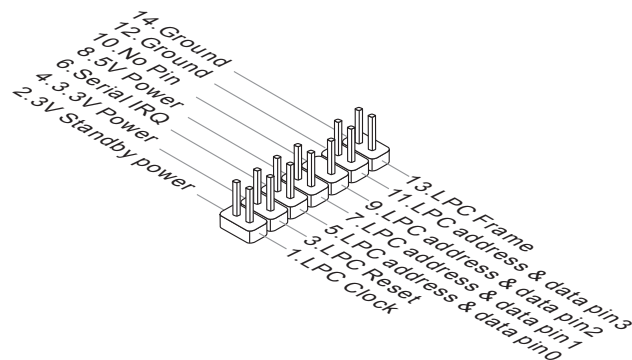 14.Ground
12.Ground
10.No Pin
8.5V Power
6.Serial IRQ
4.3.3V Power
2.3V Standby power
13.LPC Frame
11.LPC address & data pin3
9.LPC address & data pin2
7.LPC address & data pin1
5.LPC address & data pin0
3.LPC Reset
1.LPC Clock